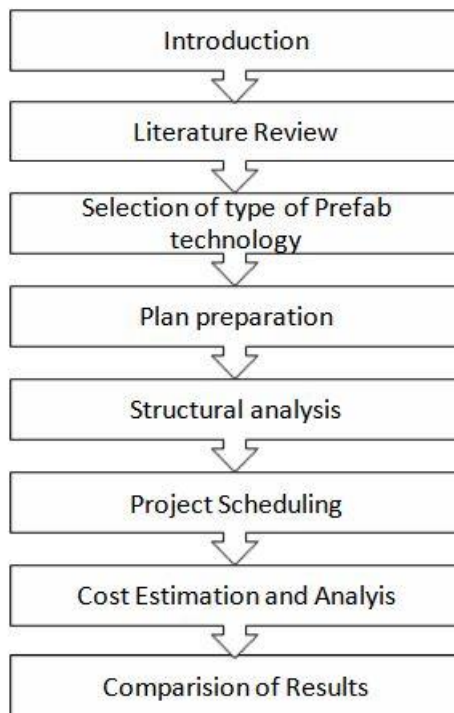 Introduction
Literature Review
Selection of type of Prefab
technology
Plan preparation
Structural analysis
Project Scheduling
Cost Estimation and Analyis
Comparision of Results